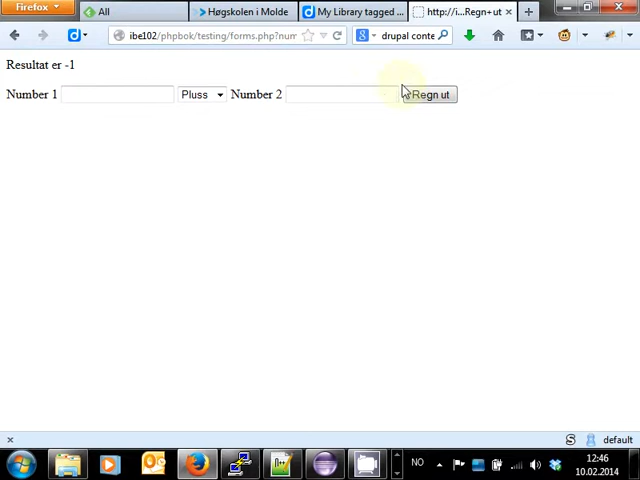 Firefox
All
Høgskolen i Molde
My Library tagged ...
http://i...Regn+ut
ibe102/phpbok/testing/forms.php?num
drupal conte
Resultat er -1
Number 1
Pluss
Number 2
Regn ut
default
NO
12:46
10.02.2014